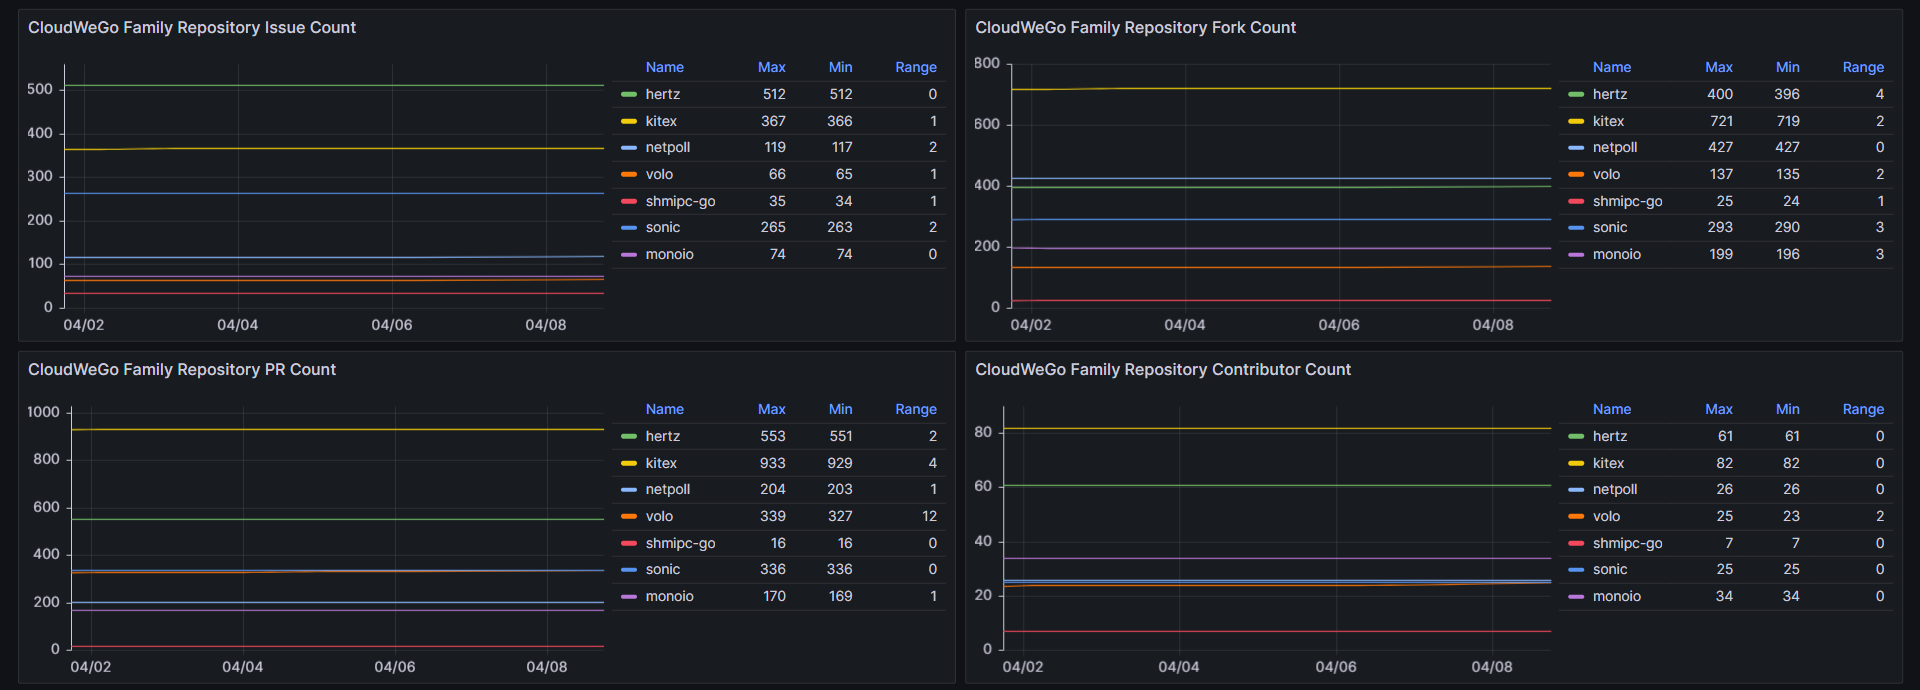 CloudWeGo Family Repository Issue Count
500
400
300
200
100
0
04/02 04/04 04/06 04/08
Name Max Min Range
hertz 512 512 0
kitex 367 366 1
netpoll 119 117 2
volo 66 65 1
shmipc-go 35 34 1
sonic 265 263 2
monoio 74 74 0
CloudWeGo Family Repository Fork Count
800
600
400
200
0
04/02 04/04 04/06 04/08
Name Max Min Range
hertz 400 396 4
kitex 721 719 2
netpoll 427 427 0
volo 137 135 2
shmipc-go 25 24 1
sonic 293 290 3
monoio 199 196 3
CloudWeGo Family Repository PR Count
1000
800
600
400
200
0
04/02 04/04 04/06 04/08
Name Max Min Range
hertz 553 551 2
kitex 933 929 4
netpoll 204 203 1
volo 339 327 12
shmipc-go 16 16 0
sonic 336 336 0
monoio 170 169 1
CloudWeGo Family Repository Contributor Count
80
60
40
20
0
04/02 04/04 04/06 04/08
Name Max Min Range
hertz 61 61 0
kitex 82 82 0
netpoll 26 26 0
volo 25 23 2
shmipc-go 7 7 0
sonic 25 25 0
monoio 34 34 0